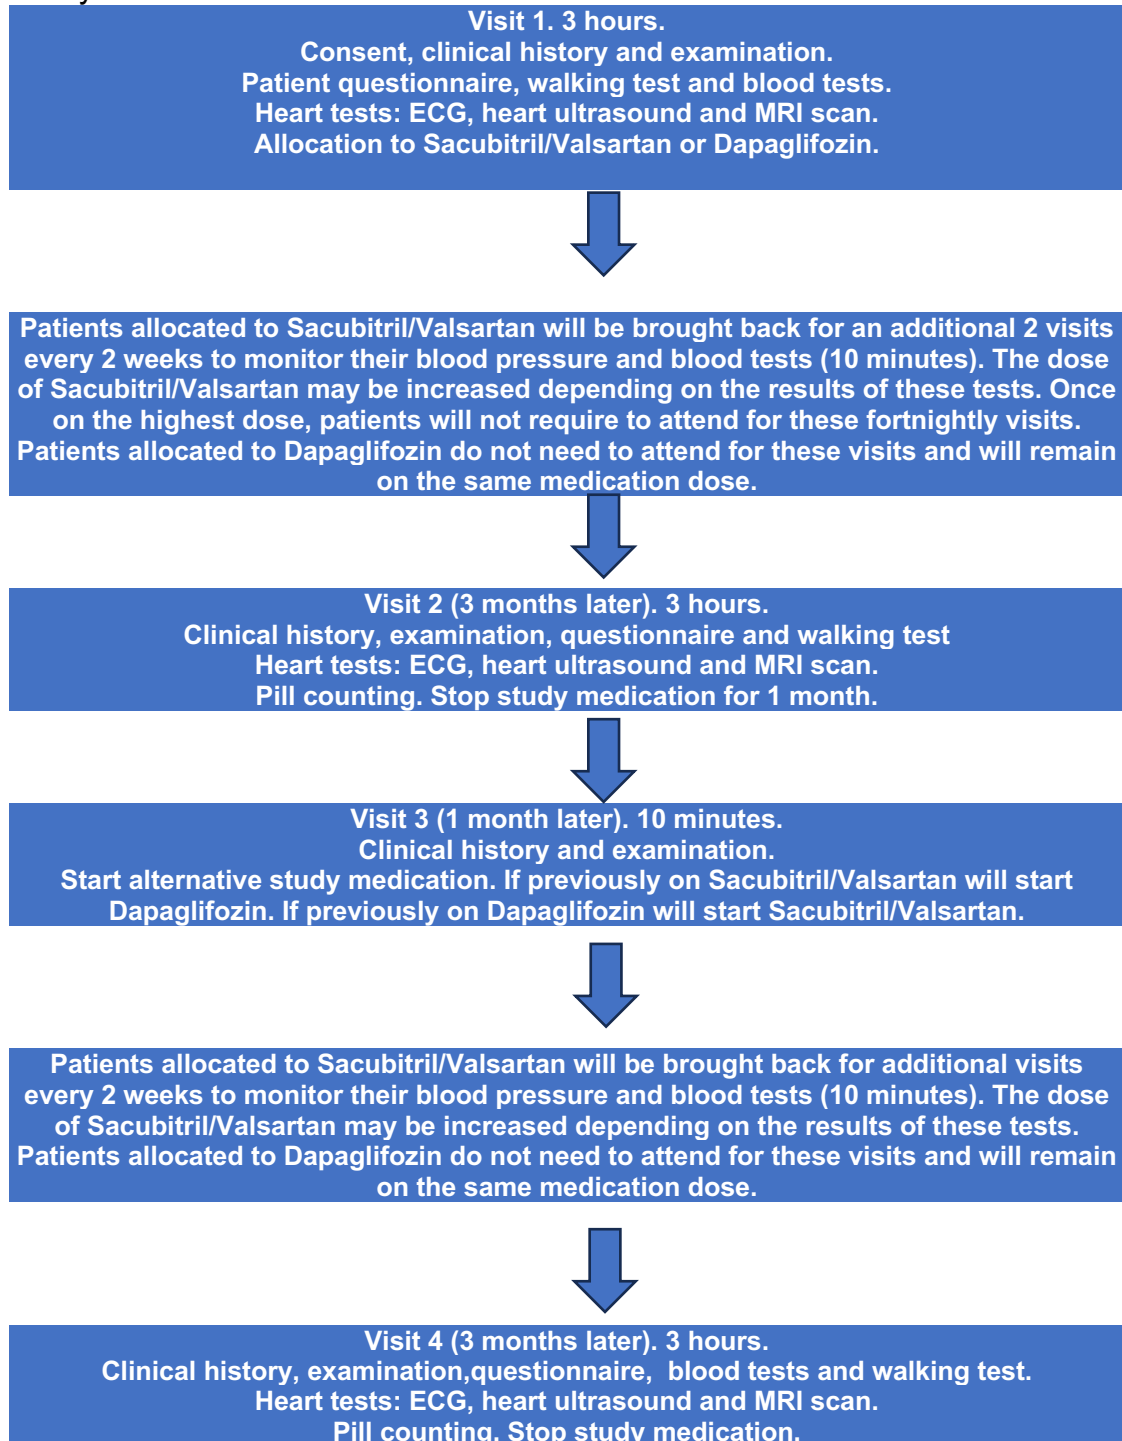 Visit 1. 3 hours.
Consent, clinical history and examination.
Patient questionnaire, walking test and blood tests.
Heart tests: ECG, heart ultrasound and MRI scan.
Allocation to Sacubitril/Valsartan or Dapaglifozin.
Patients allocated to Sacubitril/Valsartan will be brought back for an additional 2 visits
every 2 weeks to monitor their blood pressure and blood tests (10 minutes). The dose
of Sacubitril/Valsartan may be increased depending on the results of these tests. Once
on the highest dose, patients will not require to attend for these fortnightly visits.
Patients allocated to Dapaglifozin do not need to attend for these visits and will remain
on the same medication dose.
Visit 2 (3 months later). 3 hours.
Clinical history, examination, questionnaire and walking test
Heart tests: ECG, heart ultrasound and MRI scan.
Pill counting. Stop study medication for 1 month.
Visit 3 (1 month later). 10 minutes.
Clinical history and examination.
Start alternative study medication. If previously on Sacubitril/Valsartan will start
Dapaglifozin. If previously on Dapaglifozin will start Sacubitril/Valsartan.
Patients allocated to Sacubitril/Valsartan will be brought back for additional visits
every 2 weeks to monitor their blood pressure and blood tests (10 minutes). The dose
of Sacubitril/Valsartan may be increased depending on the results of these tests.
Patients allocated to Dapaglifozin do not need to attend for these visits and will remain
on the same medication dose.
Visit 4 (3 months later). 3 hours.
Clinical history, examination,questionnaire,  blood tests and walking test.
Heart tests: ECG, heart ultrasound and MRI scan.
Pill counting. Stop study medication.